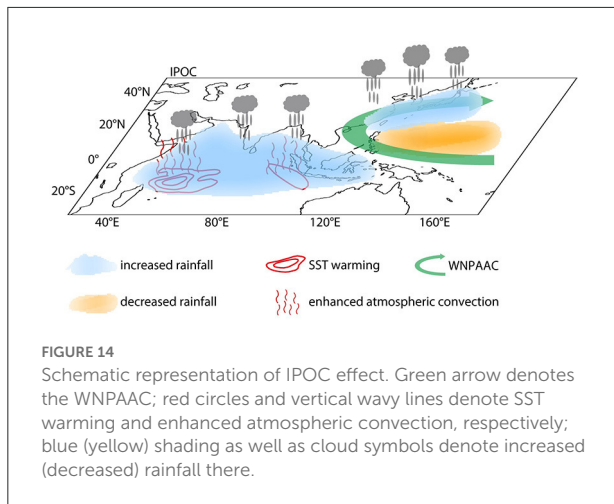 IPOC
40°N
20°N
0°
20°S
40°E
80°E
120°E
160°E
increased rainfall
SST warming
WNPAAC
decreased rainfall
enhanced atmospheric convection
FIGURE 14
Schematic representation of IPOC effect. Green arrow denotes
the WNPAAC; red circles and vertical wavy lines denote SST
warming and enhanced atmospheric convection, respectively;
blue (yellow) shading as well as cloud symbols denote increased
(decreased) rainfall there.